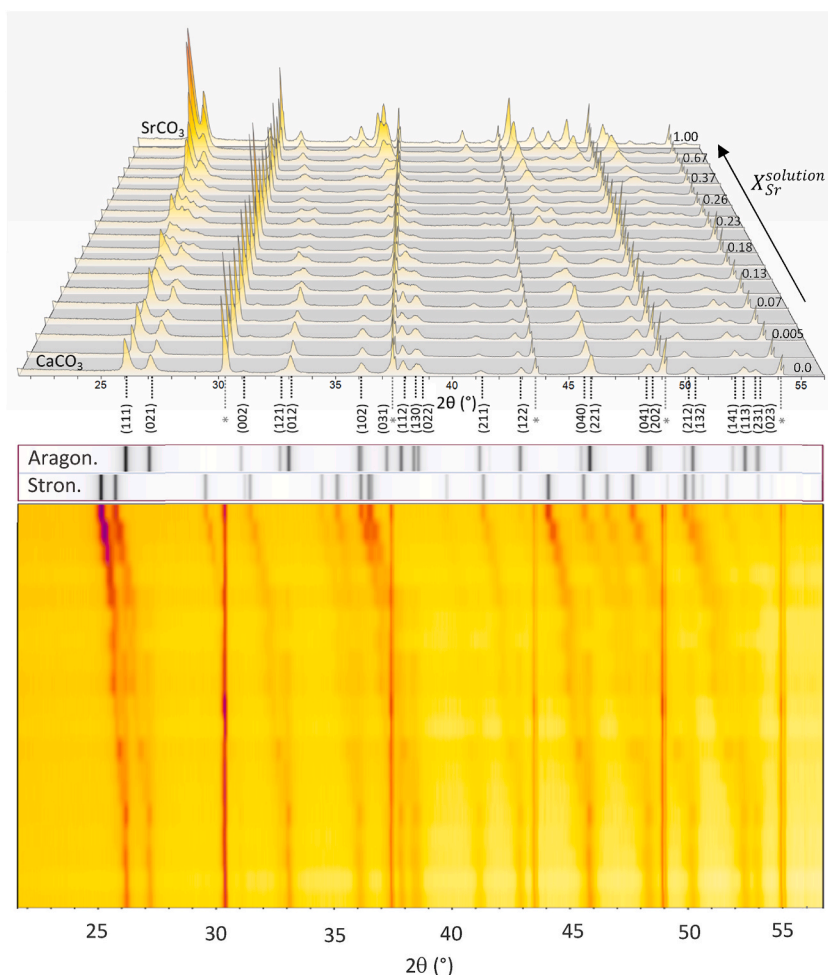 SrCO3
1.00
0.67
0.37
0.26
0.23
0.18
0.13
0.07
0.005
0.0
X_Sr^solution
CaCO3
25 30 35 40 45 50 55
2θ (°)
(111) (021) * (002) (121) (012) (102) (031) * (112) (130) (022) (211) (122) * (040) (221) (041) (202) * (212) (132) (141) (113) (231) (023) *
Aragon.
Stron.
25 30 35 40 45 50 55
2θ (°)